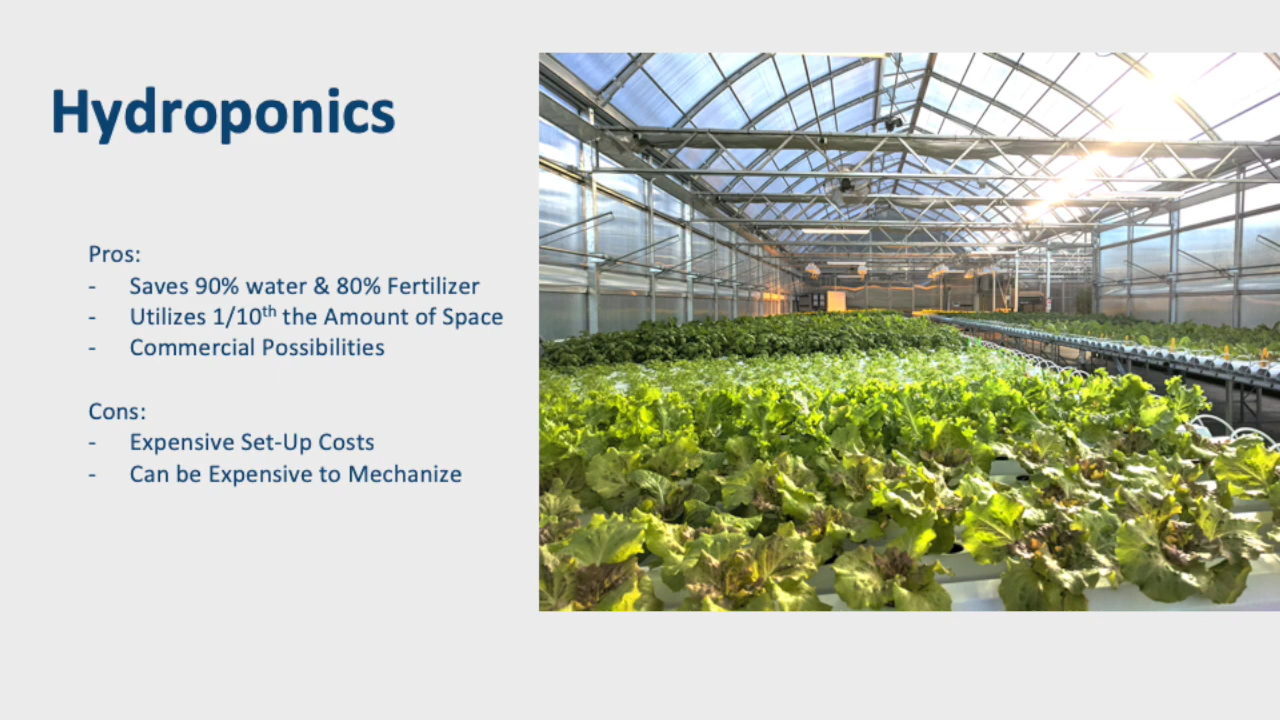 Hydroponics
Pros:
- Saves 90% water & 80% Fertilizer
- Utilizes 1/10th the Amount of Space
- Commercial Possibilities
Cons:
- Expensive Set-Up Costs
- Can be Expensive to Mechanize